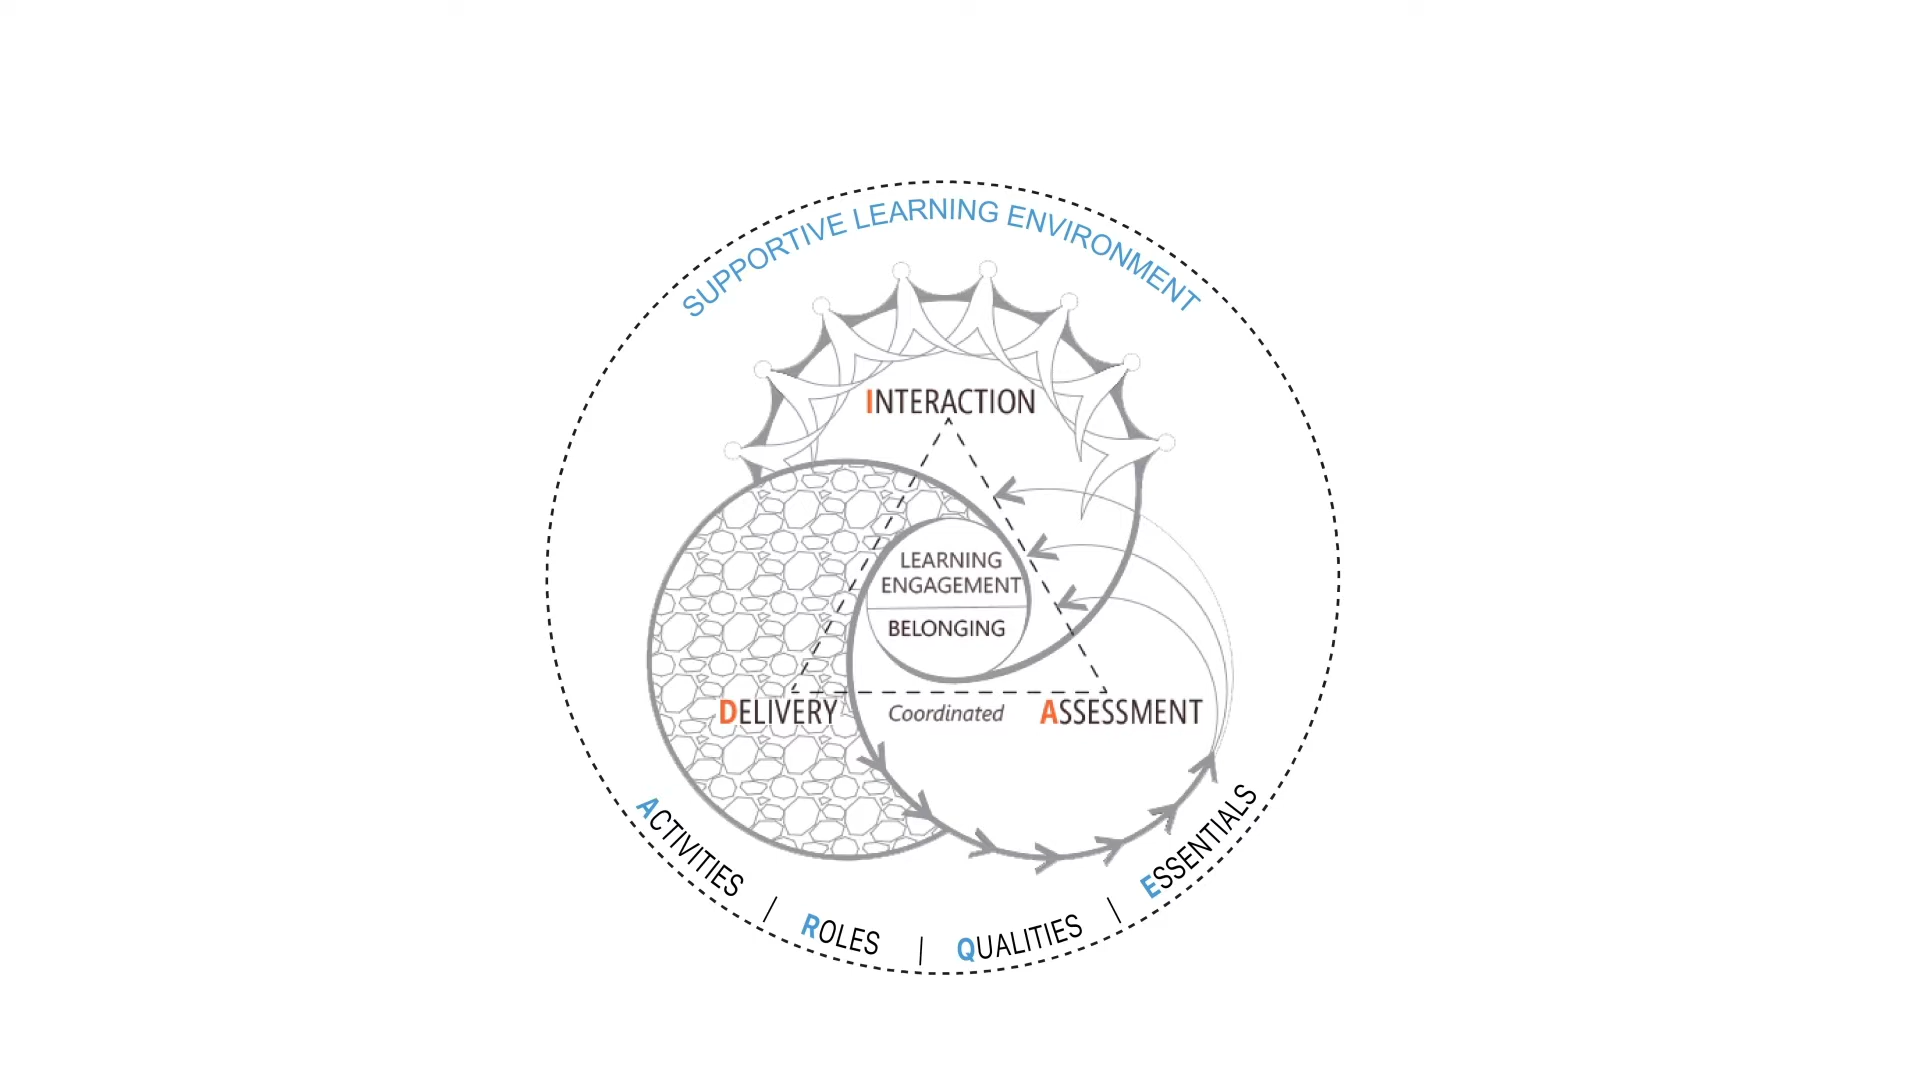 SUPPORTIVE LEARNING ENVIRONMENT
INTERACTION
LEARNING
ENGAGEMENT
BELONGING
DELIVERY
Coordinated
ASSESSMENT
ACTIVITIES | ROLES | QUALITIES | ESSENTIALS